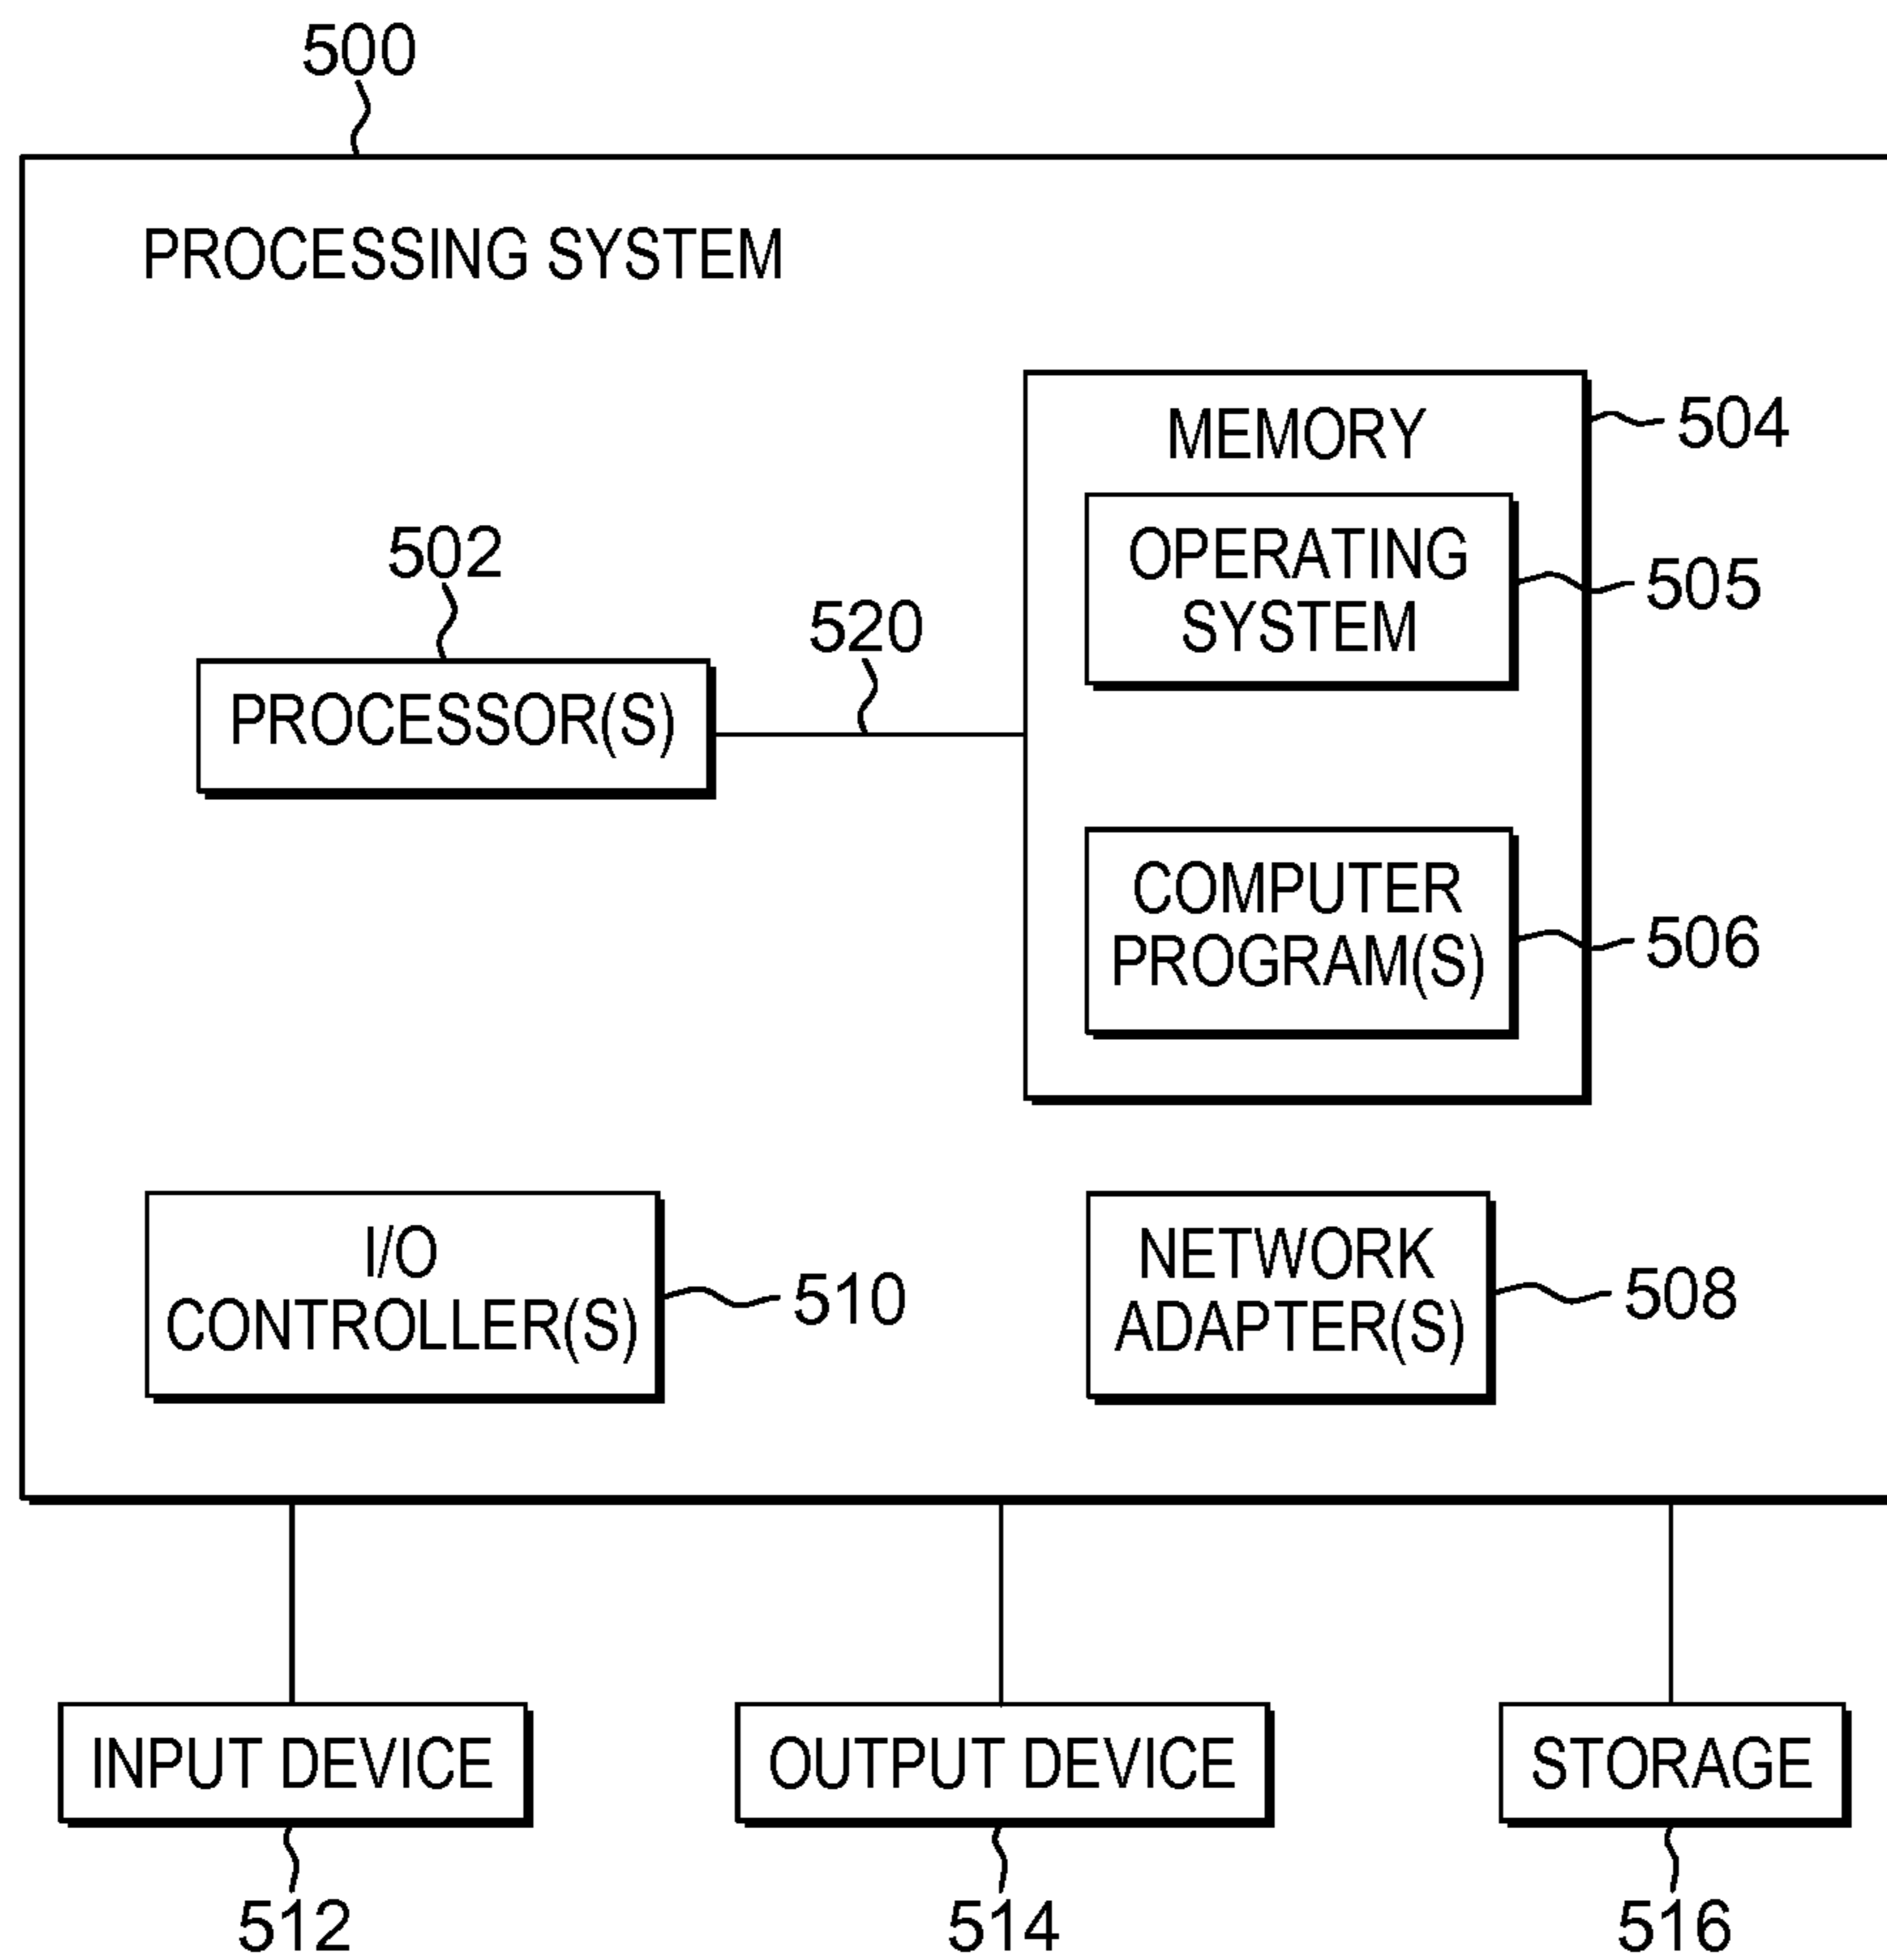 500
PROCESSING SYSTEM
MEMORY
504
OPERATING
SYSTEM
505
502
520
PROCESSOR(S)
COMPUTER
PROGRAM(S)
506
I/O
CONTROLLER(S)
510
NETWORK
ADAPTER(S)
508
INPUT DEVICE
OUTPUT DEVICE
STORAGE
512
514
516